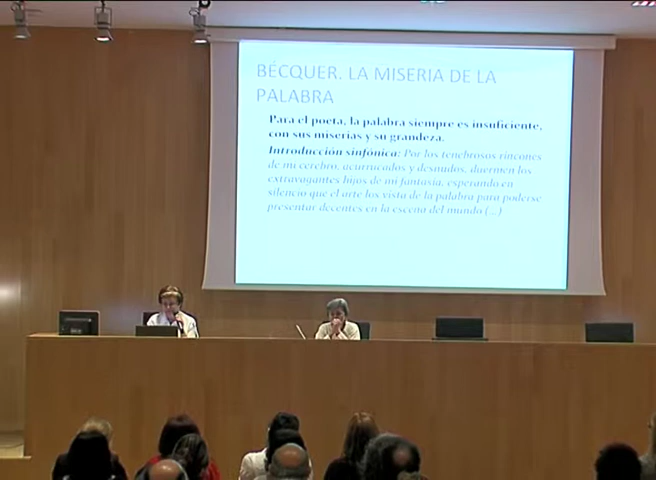 BÉCQUER. LA MISERIA DE LA
PALABRA
Para el poeta, la palabra siempre es insuficiente,
con sus miserias y su grandeza.
Introducción sinfónica: Por los tenebrosos rincones
de mi cerebro, acurrucados y desnudos, duermen los
extravagantes hijos de mi fantasía, esperando en
silencio que el arte los vista de la palabra para poderse
presentar decentes en la escena del mundo (...)